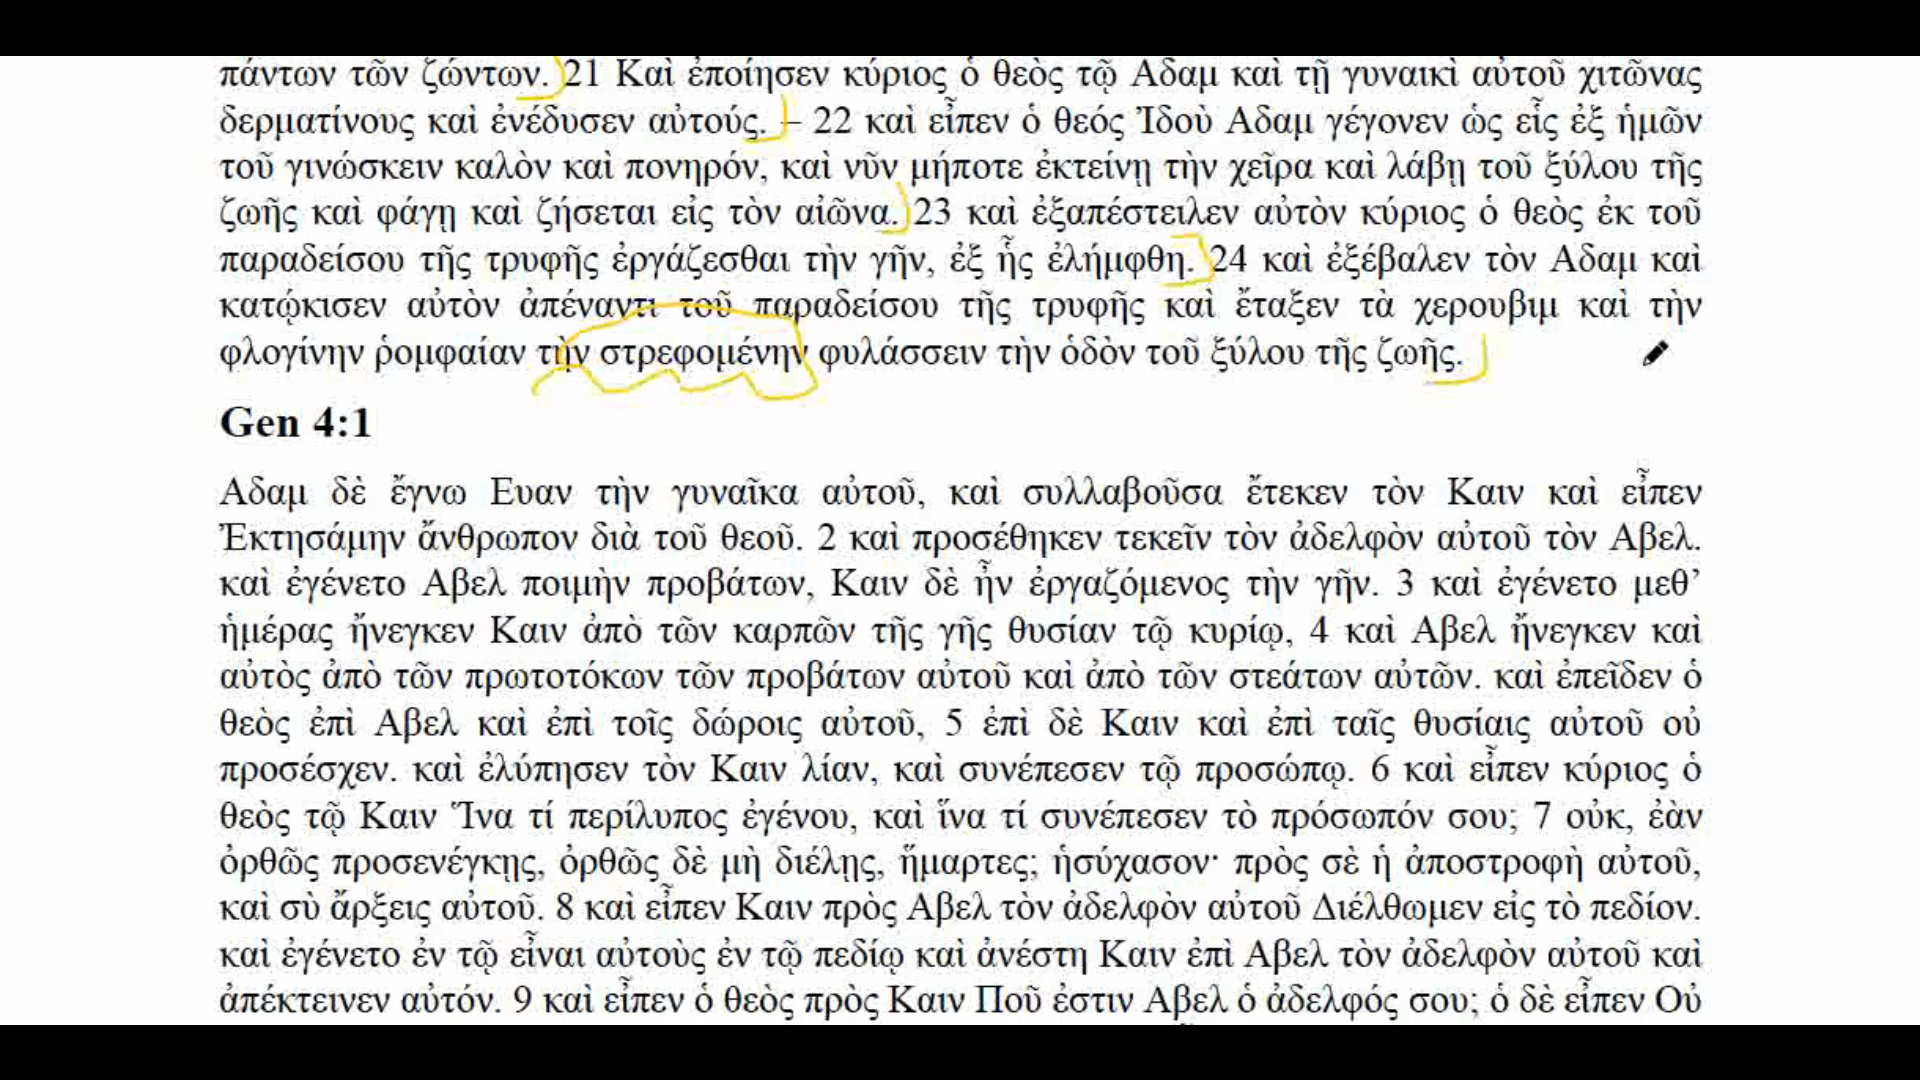 πάντων τῶν ζώντων. 21 Καὶ ἐποίησεν κύριος ὁ θεὸς τῷ Αδαμ καὶ τῇ γυναικὶ αὐτοῦ χιτῶνας
δερματίνους καὶ ἐνέδυσεν αὐτούς. – 22 καὶ εἶπεν ὁ θεός Ἰδοὺ Αδαμ γέγονεν ὡς εἷς ἐξ ἡμῶν
τοῦ γινώσκειν καλὸν καὶ πονηρόν, καὶ νῦν μήποτε ἐκτείνῃ τὴν χεῖρα καὶ λάβῃ τοῦ ξύλου τῆς
ζωῆς καὶ φάγῃ καὶ ζήσεται εἰς τὸν αἰῶνα. 23 καὶ ἐξαπέστειλεν αὐτὸν κύριος ὁ θεὸς ἐκ τοῦ
παραδείσου τῆς τρυφῆς ἐργάζεσθαι τὴν γῆν, ἐξ ἧς ἐλήμφθη. 24 καὶ ἐξέβαλεν τὸν Αδαμ καὶ
κατῴκισεν αὐτὸν ἀπέναντι τοῦ παραδείσου τῆς τρυφῆς καὶ ἔταξεν τὰ χερουβιμ καὶ τὴν
φλογίνην ῥομφαίαν τὴν στρεφομένην φυλάσσειν τὴν ὁδὸν τοῦ ξύλου τῆς ζωῆς.
Gen 4:1
Αδαμ δὲ ἔγνω Ευαν τὴν γυναῖκα αὐτοῦ, καὶ συλλαβοῦσα ἔτεκεν τὸν Καιν καὶ εἶπεν
Ἐκτησάμην ἄνθρωπον διὰ τοῦ θεοῦ. 2 καὶ προσέθηκεν τεκεῖν τὸν ἀδελφὸν αὐτοῦ τὸν Αβελ.
καὶ ἐγένετο Αβελ ποιμὴν προβάτων, Καιν δὲ ἦν ἐργαζόμενος τὴν γῆν. 3 καὶ ἐγένετο μεθ’
ἡμέρας ἤνεγκεν Καιν ἀπὸ τῶν καρπῶν τῆς γῆς θυσίαν τῷ κυρίῳ, 4 καὶ Αβελ ἤνεγκεν καὶ
αὐτὸς ἀπὸ τῶν πρωτοτόκων τῶν προβάτων αὐτοῦ καὶ ἀπὸ τῶν στεάτων αὐτῶν. καὶ ἐπεῖδεν ὁ
θεὸς ἐπὶ Αβελ καὶ ἐπὶ τοῖς δώροις αὐτοῦ, 5 ἐπὶ δὲ Καιν καὶ ἐπὶ ταῖς θυσίαις αὐτοῦ οὐ
προσέσχεν. καὶ ἐλύπησεν τὸν Καιν λίαν, καὶ συνέπεσεν τῷ προσώπῳ. 6 καὶ εἶπεν κύριος ὁ
θεὸς τῷ Καιν Ἵνα τί περίλυπος ἐγένου, καὶ ἵνα τί συνέπεσεν τὸ πρόσωπόν σου; 7 οὐκ, ἐὰν
ὀρθῶς προσενέγκῃς, ὀρθῶς δὲ μὴ διέλῃς, ἥμαρτες; ἡσύχασον· πρὸς σὲ ἡ ἀποστροφὴ αὐτοῦ,
καὶ σὺ ἄρξεις αὐτοῦ. 8 καὶ εἶπεν Καιν πρὸς Αβελ τὸν ἀδελφὸν αὐτοῦ Διέλθωμεν εἰς τὸ πεδίον.
καὶ ἐγένετο ἐν τῷ εἶναι αὐτοὺς ἐν τῷ πεδίῳ καὶ ἀνέστη Καιν ἐπὶ Αβελ τὸν ἀδελφὸν αὐτοῦ καὶ
ἀπέκτεινεν αὐτόν. 9 καὶ εἶπεν ὁ θεὸς πρὸς Καιν Ποῦ ἐστιν Αβελ ὁ ἀδελφός σου; ὁ δὲ εἶπεν Οὐ